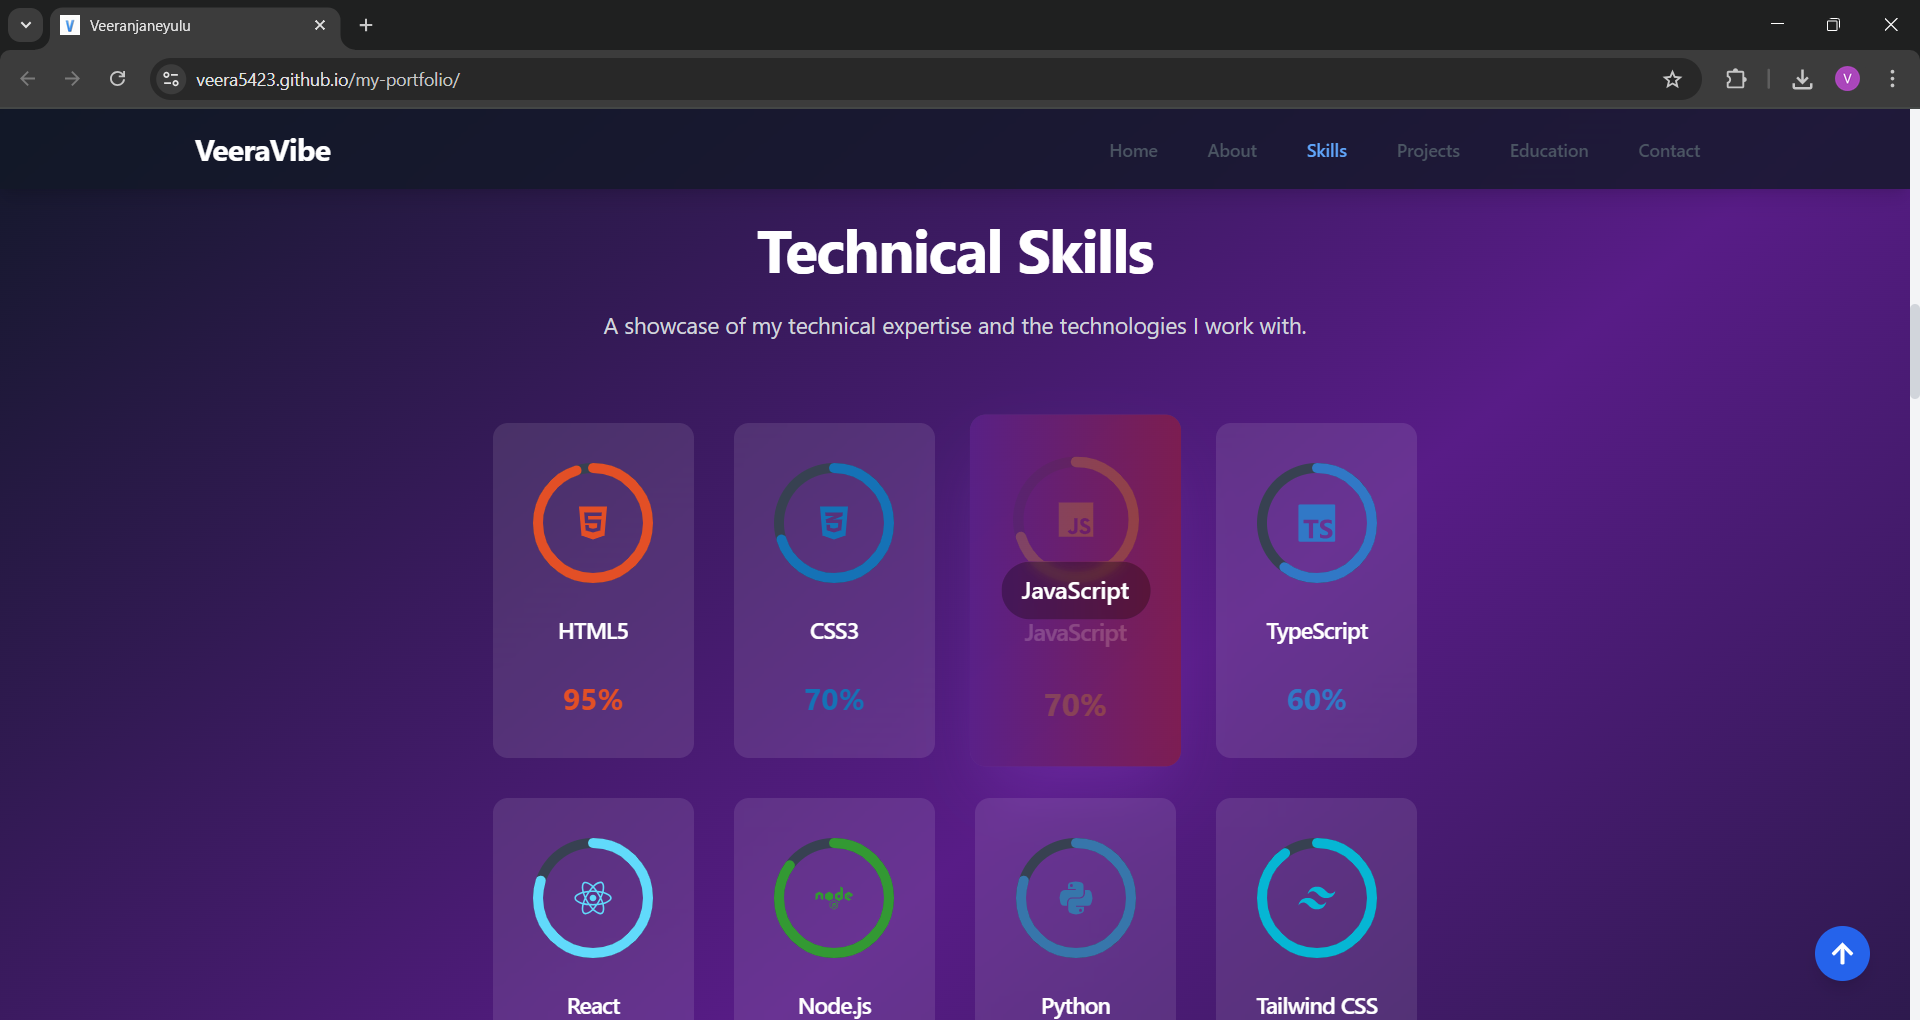 Veeranjaneyulu
veera5423.github.io/my-portfolio/
V
VeeraVibe
Home About Skills Projects Education Contact
Technical Skills
A showcase of my technical expertise and the technologies I work with.
5 3 JS TS
JavaScript
HTML5 CSS3 JavaScript TypeScript
95% 70% 70% 60%
node
React Node.js Python Tailwind CSS